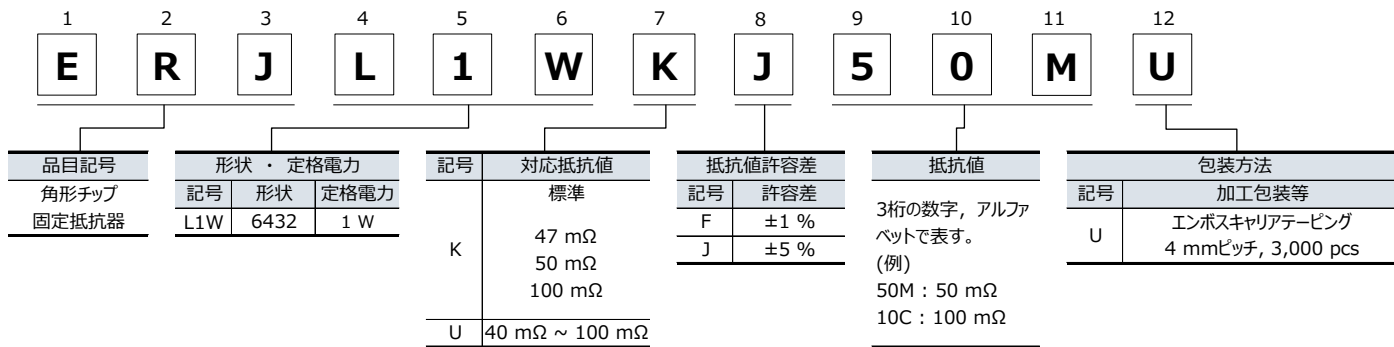 1 2 3 4 5 6 7 8 9 10 11 12
E R J L 1 W K J 5 0 M U
品目記号
角形チップ
固定抵抗器
形状 ・ 定格電力
記号 形状 定格電力
L1W 6432 1 W
記号 対応抵抗値
K
標準
47 mΩ
50 mΩ
100 mΩ
U 40 mΩ ~ 100 mΩ
抵抗値許容差
記号 許容差
F ±1 %
J ±5 %
抵抗値
3桁の数字, アルファ
ベットで表す。
(例)
50M : 50 mΩ
10C : 100 mΩ
包装方法
記号 加工包装等
U
エンボスキャリアテーピング
4 mmピッチ, 3,000 pcs